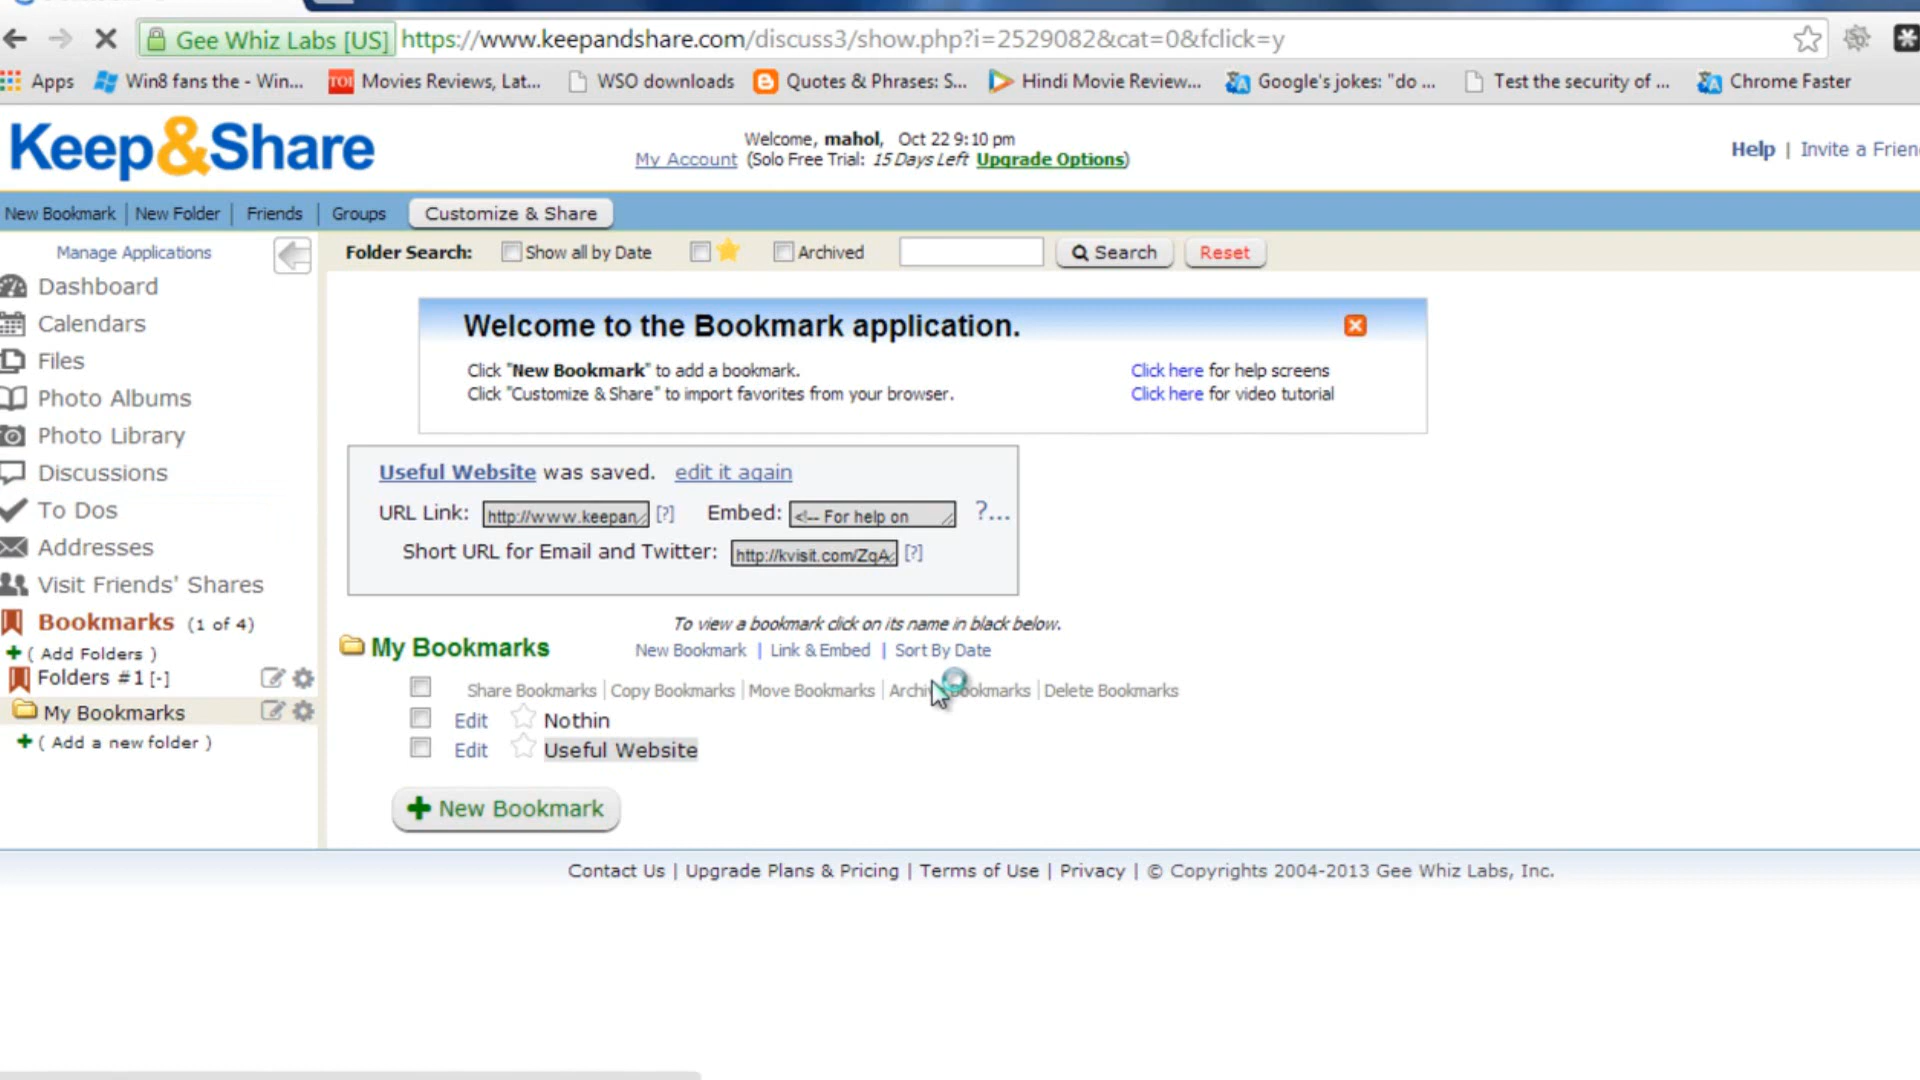 Gee Whiz Labs [US] https://www.keepandshare.com/discuss3/show.php?i=2529082&cat=0&fclick=y
Apps Win8 fans the - Win... TOI Movies Reviews, Lat... WSO downloads Quotes & Phrases: S... Hindi Movie Review... Google's jokes: "do ... Test the security of ... Chrome Faster
Keep&Share
Welcome, mahol, Oct 22 9:10 pm
My Account (Solo Free Trial: 15 Days Left Upgrade Options)
Help | Invite a Frien
New Bookmark | New Folder | Friends | Groups Customize & Share
Manage Applications
Dashboard
Calendars
Files
Photo Albums
Photo Library
Discussions
To Dos
Addresses
Visit Friends' Shares
Bookmarks (1 of 4)
+ ( Add Folders )
Folders #1 [-]
My Bookmarks
+ ( Add a new folder )
Folder Search: Show all by Date Archived Search Reset
Welcome to the Bookmark application.
Click "New Bookmark" to add a bookmark.
Click "Customize & Share" to import favorites from your browser.
Click here for help screens
Click here for video tutorial
Useful Website was saved. edit it again
URL Link: http://www.keepan [?] Embed: <!-- For help on ?...
Short URL for Email and Twitter: http://kvisit.com/ZqA [?]
To view a bookmark click on its name in black below.
My Bookmarks New Bookmark | Link & Embed | Sort By Date
Share Bookmarks | Copy Bookmarks | Move Bookmarks | Archive Bookmarks | Delete Bookmarks
Edit Nothin
Edit Useful Website
+ New Bookmark
Contact Us | Upgrade Plans & Pricing | Terms of Use | Privacy | © Copyrights 2004-2013 Gee Whiz Labs, Inc.